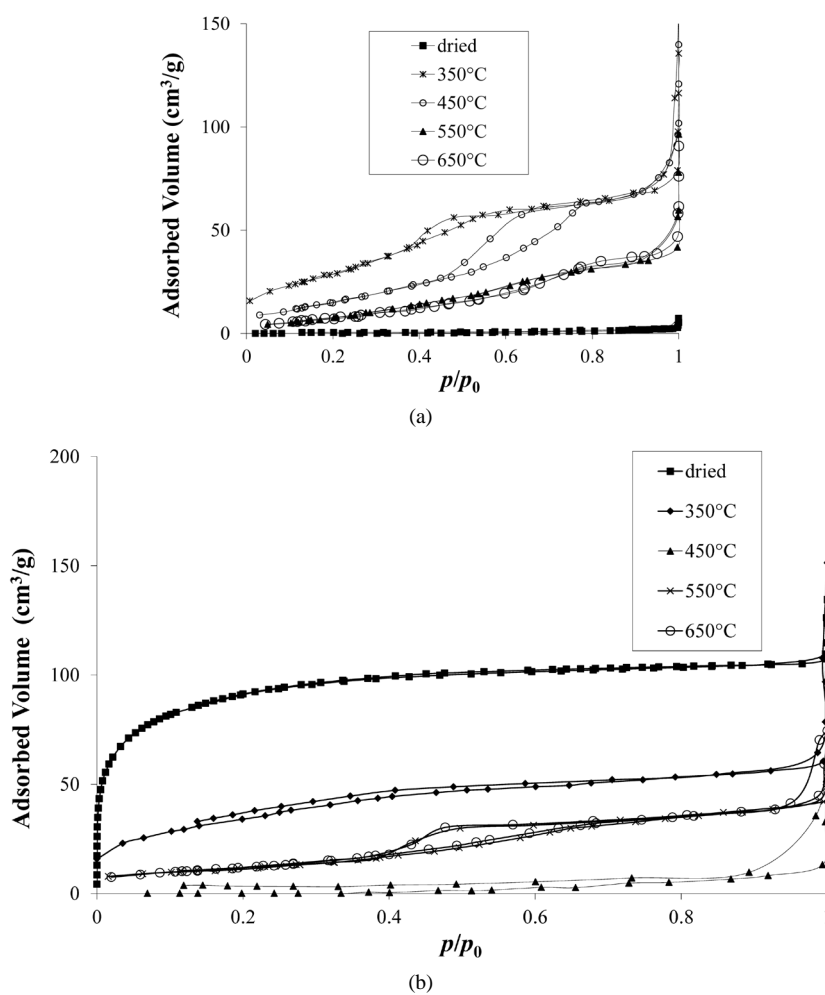 Adsorbed Volume (cm³/g)
150
100
50
0
dried
350°C
450°C
550°C
650°C
0 0.2 0.4 0.6 0.8 1
p/p₀
(a)
Adsorbed Volume (cm³/g)
200
150
100
50
0
dried
350°C
450°C
550°C
650°C
0 0.2 0.4 0.6 0.8
p/p₀
(b)